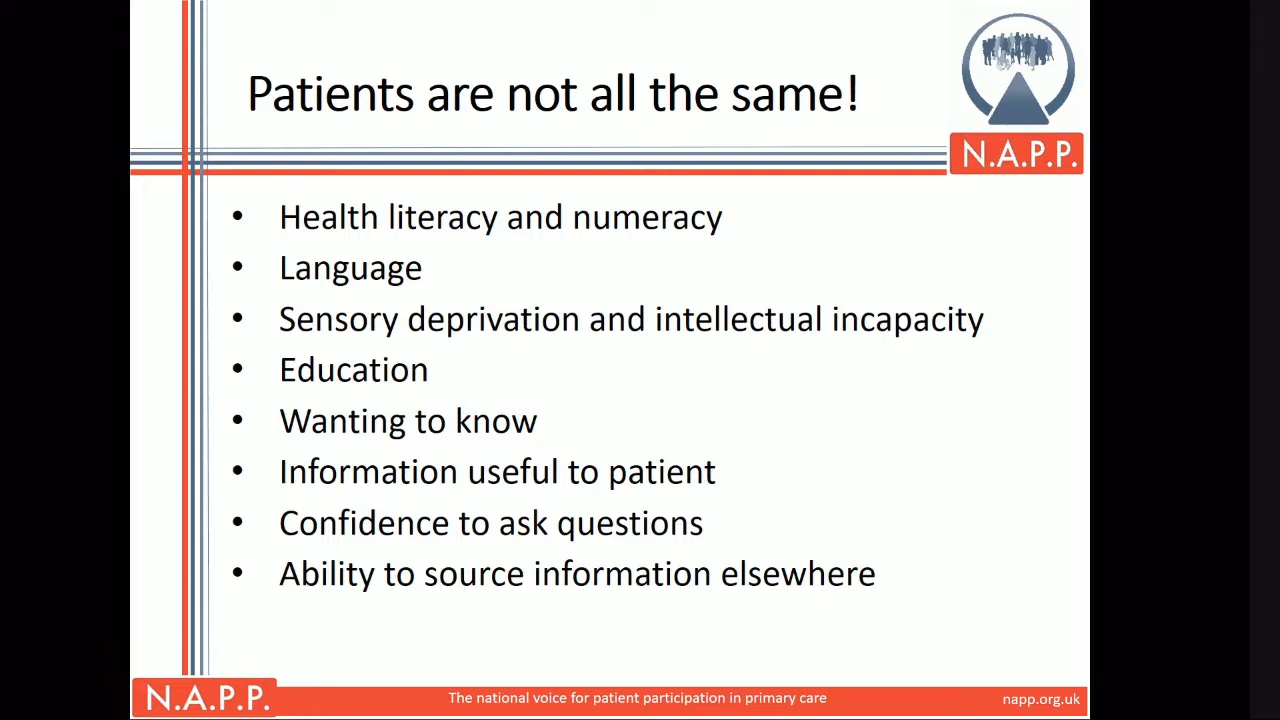 Patients are not all the same!
N.A.P.P.
• Health literacy and numeracy
• Language
• Sensory deprivation and intellectual incapacity
• Education
• Wanting to know
• Information useful to patient
• Confidence to ask questions
• Ability to source information elsewhere
N.A.P.P.
The national voice for patient participation in primary care
napp.org.uk